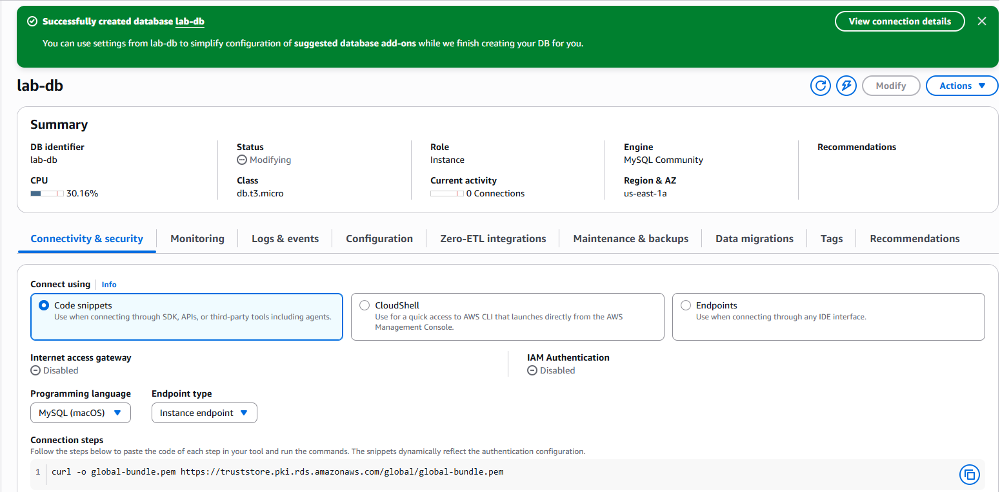 Successfully created database lab-db
View connection details
You can use settings from lab-db to simplify configuration of suggested database add-ons while we finish creating your DB for you.
lab-db
Modify
Actions
Summary
DB identifier
lab-db
Status
Modifying
Role
Instance
Engine
MySQL Community
Recommendations
CPU
30.16%
Class
db.t3.micro
Current activity
0 Connections
Region & AZ
us-east-1a
Connectivity & security
Monitoring
Logs & events
Configuration
Zero-ETL integrations
Maintenance & backups
Data migrations
Tags
Recommendations
Connect using
Info
Code snippets
Use when connecting through SDK, APIs, or third-party tools including agents.
CloudShell
Use for a quick access to AWS CLI that launches directly from the AWS
Management Console.
Endpoints
Use when connecting through any IDE interface.
Internet access gateway
Disabled
IAM Authentication
Disabled
Programming language
MySQL (macOS)
Endpoint type
Instance endpoint
Connection steps
Follow the steps below to paste the code of each step in your tool and run the commands. The snippets dynamically reflect the authentication configuration.
1 curl -o global-bundle.pem https://truststore.pki.rds.amazonaws.com/global/global-bundle.pem